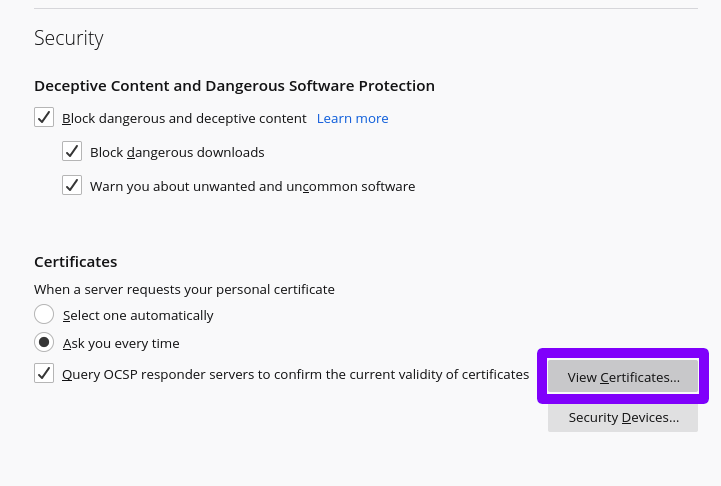 Security
Deceptive Content and Dangerous Software Protection
Block dangerous and deceptive content Learn more
Block dangerous downloads
Warn you about unwanted and uncommon software
Certificates
When a server requests your personal certificate
Select one automatically
Ask you every time
Query OCSP responder servers to confirm the current validity of certificates
View Certificates...
Security Devices...